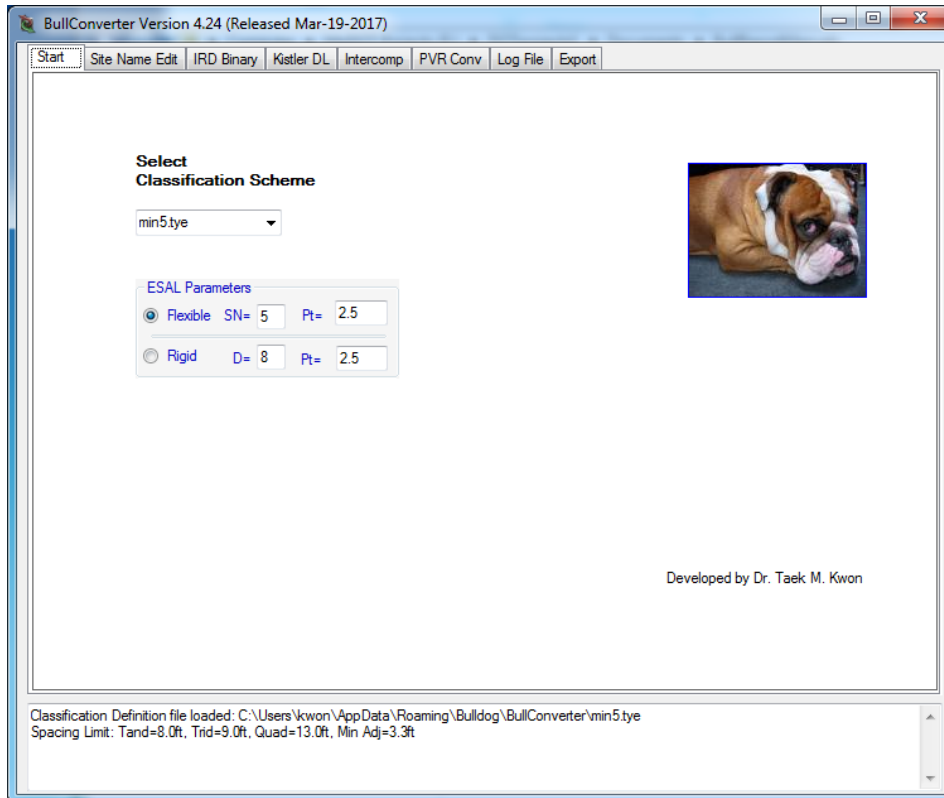 BullConverter Version 4.24 (Released Mar-19-2017)
Start Site Name Edit IRD Binary Kistler DL Intercomp PVR Conv Log File Export
Select
Classification Scheme
min5.tye
ESAL Parameters
Flexible SN= 5 Pt= 2.5
Rigid D= 8 Pt= 2.5
Developed by Dr. Taek M. Kwon
Classification Definition file loaded: C:\Users\kwon\AppData\Roaming\Bulldog\BullConverter\min5.tye
Spacing Limit: Tand=8.0ft, Trid=9.0ft, Quad=13.0ft, Min Adj=3.3ft